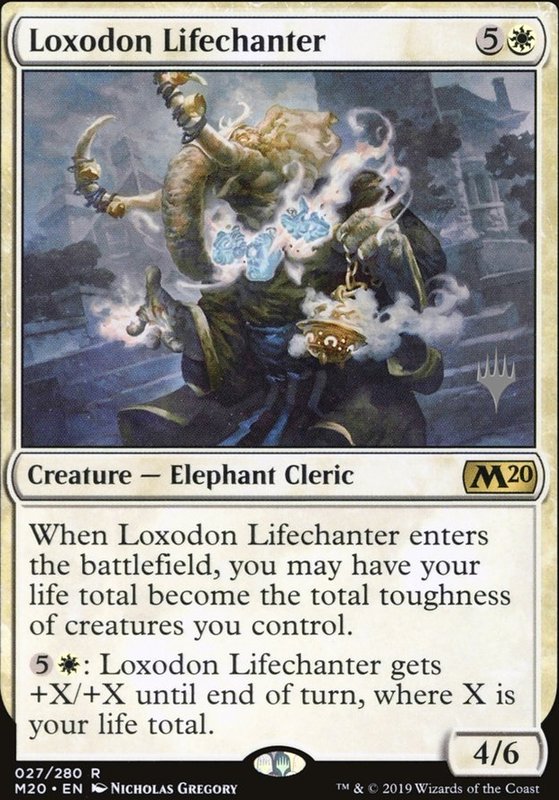 Loxodon Lifechanter 5
Creature — Elephant Cleric M20
When Loxodon Lifechanter enters
the battlefield, you may have your
life total become the total toughness
of creatures you control.
5 : Loxodon Lifechanter gets
+X/+X until end of turn, where X is
your life total.
4/6
027/280 R
M20 • EN Nicholas Gregory ™ & © 2019 Wizards of the Coast